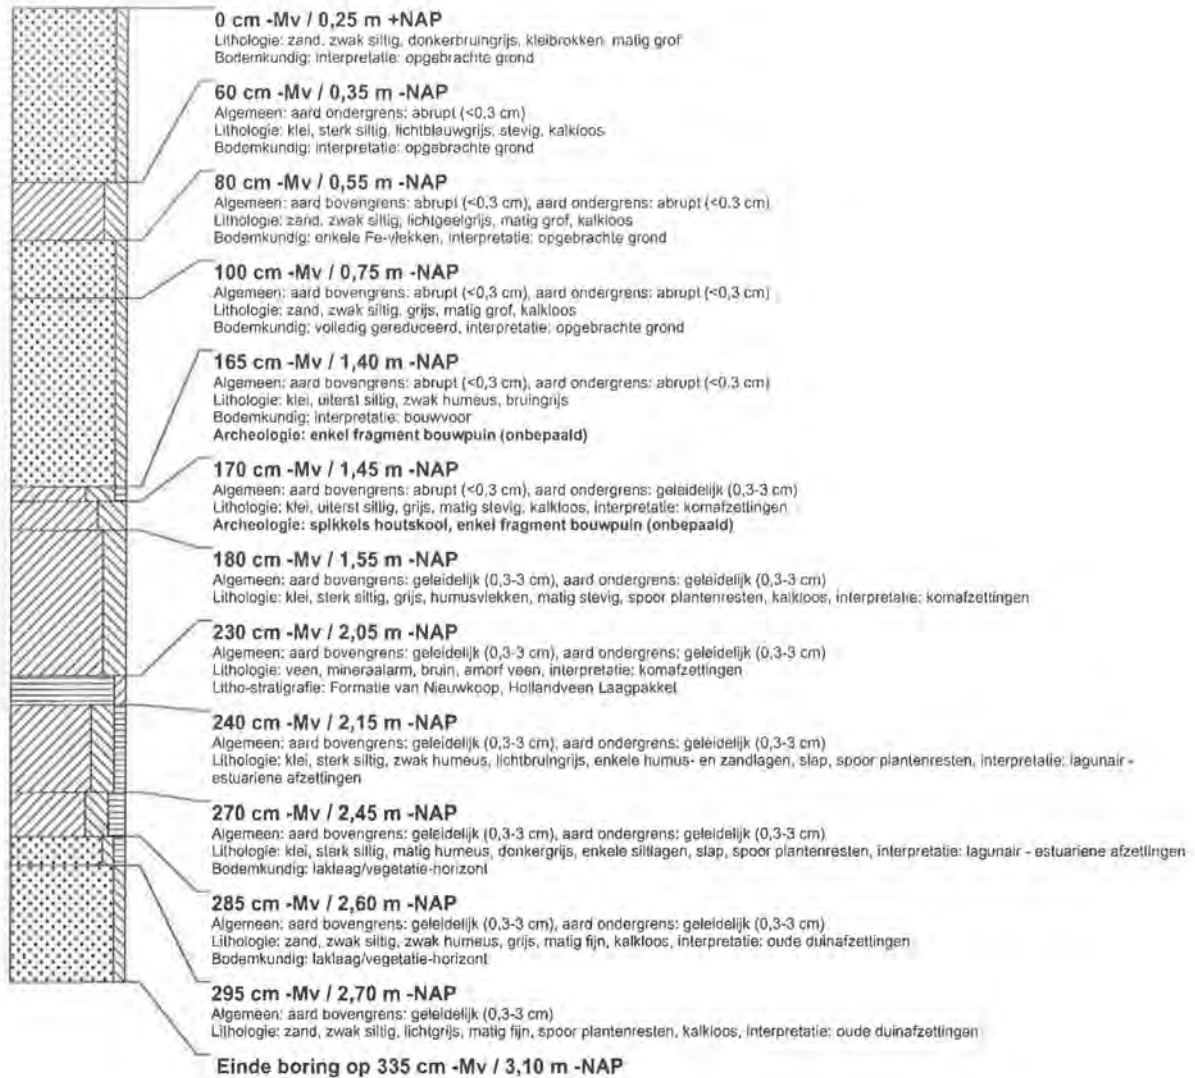 0 cm -Mv / 0,25 m +NAP
Lithologie: zand, zwak siltig, donkerbruingrijs, kleibrokken, matig grof
Bodemkundig: interpretatie: opgebrachte grond
60 cm -Mv / 0,35 m -NAP
Algemeen: aard ondergrens: abrupt (<0,3 cm)
Lithologie: klei, sterk siltig, lichtblauwgrijs, stevig, kalkloos
Bodemkundig: interpretatie: opgebrachte grond
80 cm -Mv / 0,55 m -NAP
Algemeen: aard bovengrens: abrupt (<0,3 cm), aard ondergrens: abrupt (<0,3 cm)
Lithologie: zand, zwak siltig, lichtgeelgrijs, matig grof, kalkloos
Bodemkundig: enkele Fe-vlekken, interpretatie: opgebrachte grond
100 cm -Mv / 0,75 m -NAP
Algemeen: aard bovengrens: abrupt (<0,3 cm), aard ondergrens: abrupt (<0,3 cm)
Lithologie: zand, zwak siltig, grijs, matig grof, kalkloos
Bodemkundig: volledig gereduceerd, interpretatie: opgebrachte grond
165 cm -Mv / 1,40 m -NAP
Algemeen: aard bovengrens: abrupt (<0,3 cm), aard ondergrens: abrupt (<0,3 cm)
Lithologie: klei, uiterst siltig, zwak humeus, bruingrijs
Bodemkundig: interpretatie: bouwvoor
Archeologie: enkel fragment bouwpuin (onbepaald)
170 cm -Mv / 1,45 m -NAP
Algemeen: aard bovengrens: abrupt (<0,3 cm), aard ondergrens: geleidelijk (0,3-3 cm)
Lithologie: klei, uiterst siltig, grijs, matig stevig, kalkloos, interpretatie: komafzettingen
Archeologie: spikkels houtskool, enkel fragment bouwpuin (onbepaald)
180 cm -Mv / 1,55 m -NAP
Algemeen: aard bovengrens: geleidelijk (0,3-3 cm), aard ondergrens: geleidelijk (0,3-3 cm)
Lithologie: klei, sterk siltig, grijs, humusvlekken, matig stevig, spoor plantenresten, kalkloos, interpretatie: komafzettingen
230 cm -Mv / 2,05 m -NAP
Algemeen: aard bovengrens: geleidelijk (0,3-3 cm), aard ondergrens: geleidelijk (0,3-3 cm)
Lithologie: veen, mineraalarm, bruin, amorf veen, interpretatie: komafzettingen
Litho-stratigrafie: Formatie van Nieuwkoop, Hollandveen Laagpakket
240 cm -Mv / 2,15 m -NAP
Algemeen: aard bovengrens: geleidelijk (0,3-3 cm), aard ondergrens: geleidelijk (0,3-3 cm)
Lithologie: klei, sterk siltig, zwak humeus, lichtbruingrijs, enkele humus- en zandlagen, slap, spoor plantenresten, interpretatie: lagunair -
estuariene afzettingen
270 cm -Mv / 2,45 m -NAP
Algemeen: aard bovengrens: geleidelijk (0,3-3 cm), aard ondergrens: geleidelijk (0,3-3 cm)
Lithologie: klei, sterk siltig, matig humeus, donkergrijs, enkele siltlagen, slap, spoor plantenresten, interpretatie: lagunair - estuariene afzettingen
Bodemkundig: laklaag/vegetatie-horizont
285 cm -Mv / 2,60 m -NAP
Algemeen: aard bovengrens: geleidelijk (0,3-3 cm), aard ondergrens: geleidelijk (0,3-3 cm)
Lithologie: zand, zwak siltig, zwak humeus, grijs, matig fijn, kalkloos, interpretatie: oude duinafzettingen
Bodemkundig: laklaag/vegetatie-horizont
295 cm -Mv / 2,70 m -NAP
Algemeen: aard bovengrens: geleidelijk (0,3-3 cm)
Lithologie: zand, zwak siltig, lichtgrijs, matig fijn, spoor plantenresten, kalkloos, interpretatie: oude duinafzettingen
Einde boring op 335 cm -Mv / 3,10 m -NAP